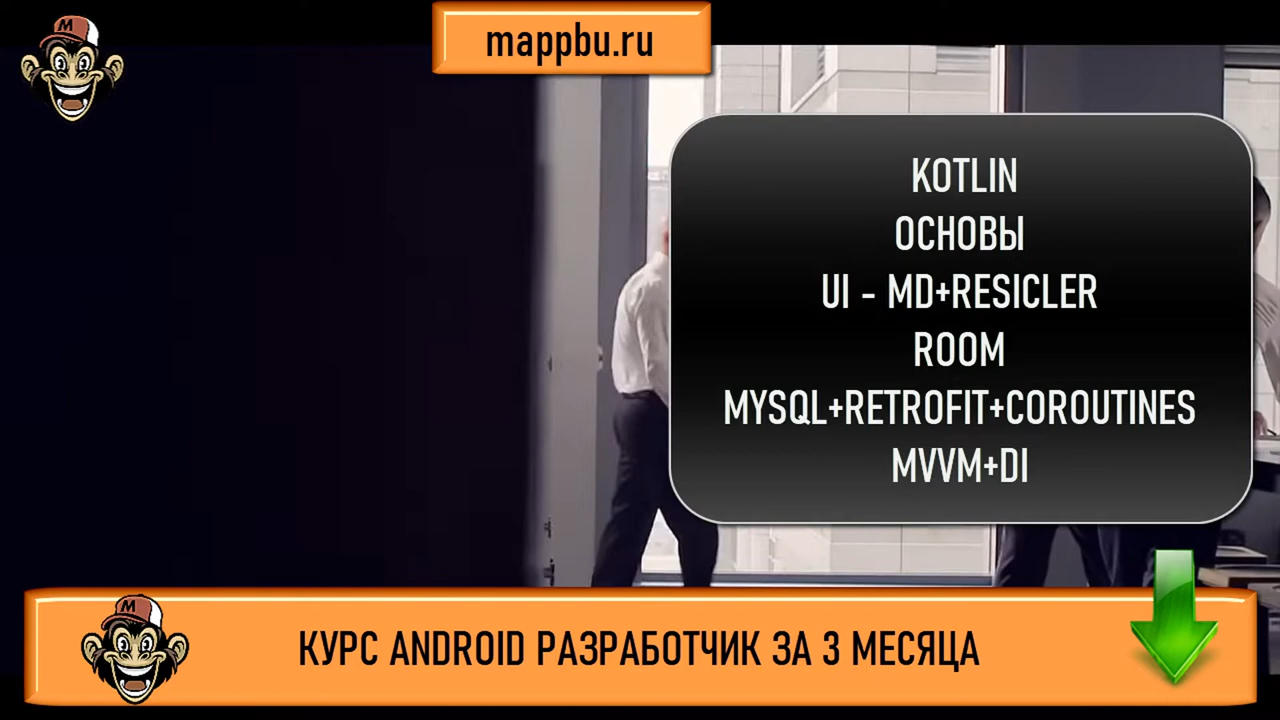 M
mappbu.ru
KOTLIN
ОСНОВЫ
UI - MD+RESICLER
ROOM
MYSQL+RETROFIT+COROUTINES
MVVM+DI
M
КУРС ANDROID РАЗРАБОТЧИК ЗА 3 МЕСЯЦА